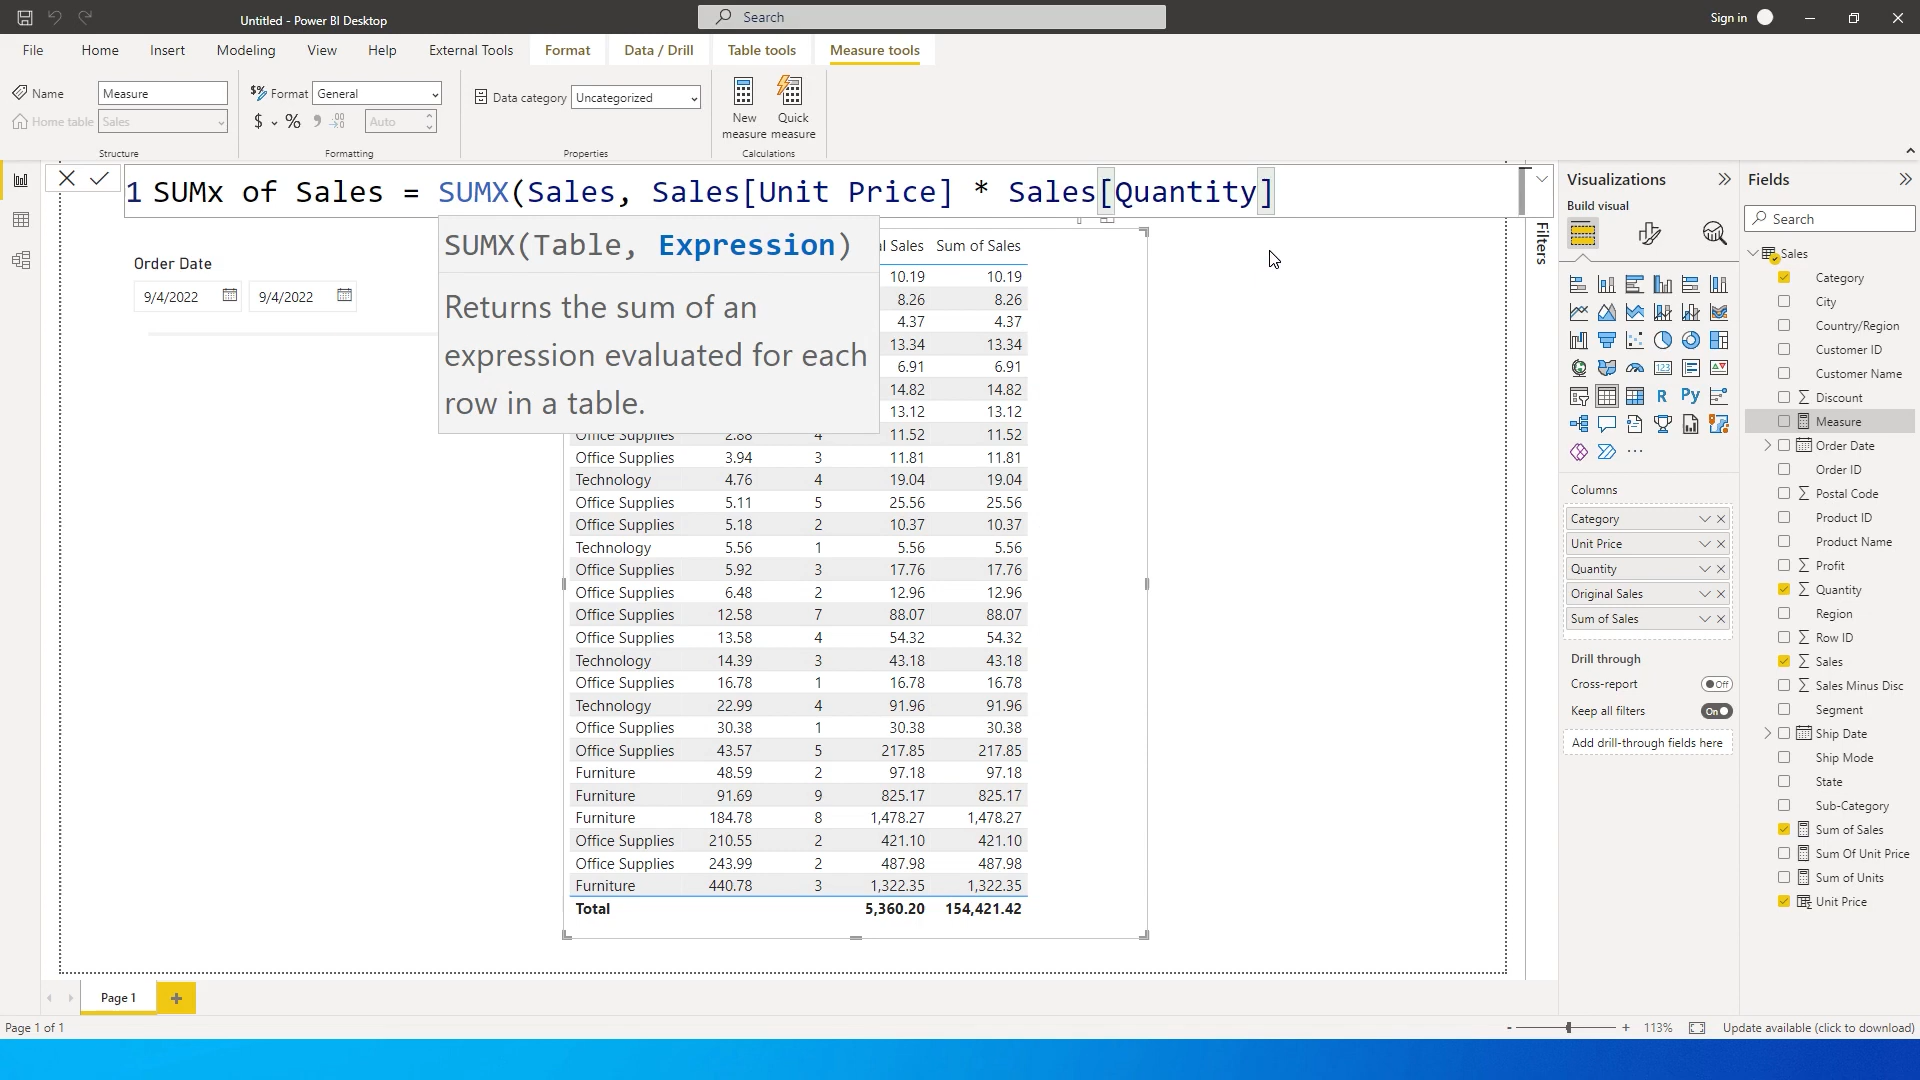 Untitled - Power BI Desktop
Search
Sign in
File
Home
Insert
Modeling
View
Help
External Tools
Format
Data / Drill
Table tools
Measure tools
Name
Measure
Format
General
Data category
Uncategorized
New
measure
Quick
measure
Home table
Sales
$
%
Auto
Structure
Formatting
Properties
Calculations
1 SUMx of Sales = SUMX(Sales, Sales[Unit Price] * Sales[Quantity]
SUMX(Table, Expression)
Returns the sum of an
expression evaluated for each
row in a table.
Order Date
9/4/2022
9/4/2022
l Sales Sum of Sales
10.19 10.19
8.26 8.26
4.37 4.37
13.34 13.34
6.91 6.91
14.82 14.82
13.12 13.12
Office Supplies 2.88 4 11.52 11.52
Office Supplies 3.94 3 11.81 11.81
Technology 4.76 4 19.04 19.04
Office Supplies 5.11 5 25.56 25.56
Office Supplies 5.18 2 10.37 10.37
Technology 5.56 1 5.56 5.56
Office Supplies 5.92 3 17.76 17.76
Office Supplies 6.48 2 12.96 12.96
Office Supplies 12.58 7 88.07 88.07
Office Supplies 13.58 4 54.32 54.32
Technology 14.39 3 43.18 43.18
Office Supplies 16.78 1 16.78 16.78
Technology 22.99 4 91.96 91.96
Office Supplies 30.38 1 30.38 30.38
Office Supplies 43.57 5 217.85 217.85
Furniture 48.59 2 97.18 97.18
Furniture 91.69 9 825.17 825.17
Furniture 184.78 8 1,478.27 1,478.27
Office Supplies 210.55 2 421.10 421.10
Office Supplies 243.99 2 487.98 487.98
Furniture 440.78 3 1,322.35 1,322.35
Total 5,360.20 154,421.42
Filters
Visualizations
Build visual
R
Py
123
Columns
Category
Unit Price
Quantity
Original Sales
Sum of Sales
Drill through
Cross-report
Off
Keep all filters
On
Add drill-through fields here
Fields
Search
Sales
Category
City
Country/Region
Customer ID
Customer Name
Discount
Measure
Order Date
Order ID
Postal Code
Product ID
Product Name
Profit
Quantity
Region
Row ID
Sales
Sales Minus Disc
Segment
Ship Date
Ship Mode
State
Sub-Category
Sum of Sales
Sum Of Unit Price
Sum of Units
Unit Price
Page 1
Page 1 of 1
113%
Update available (click to download)